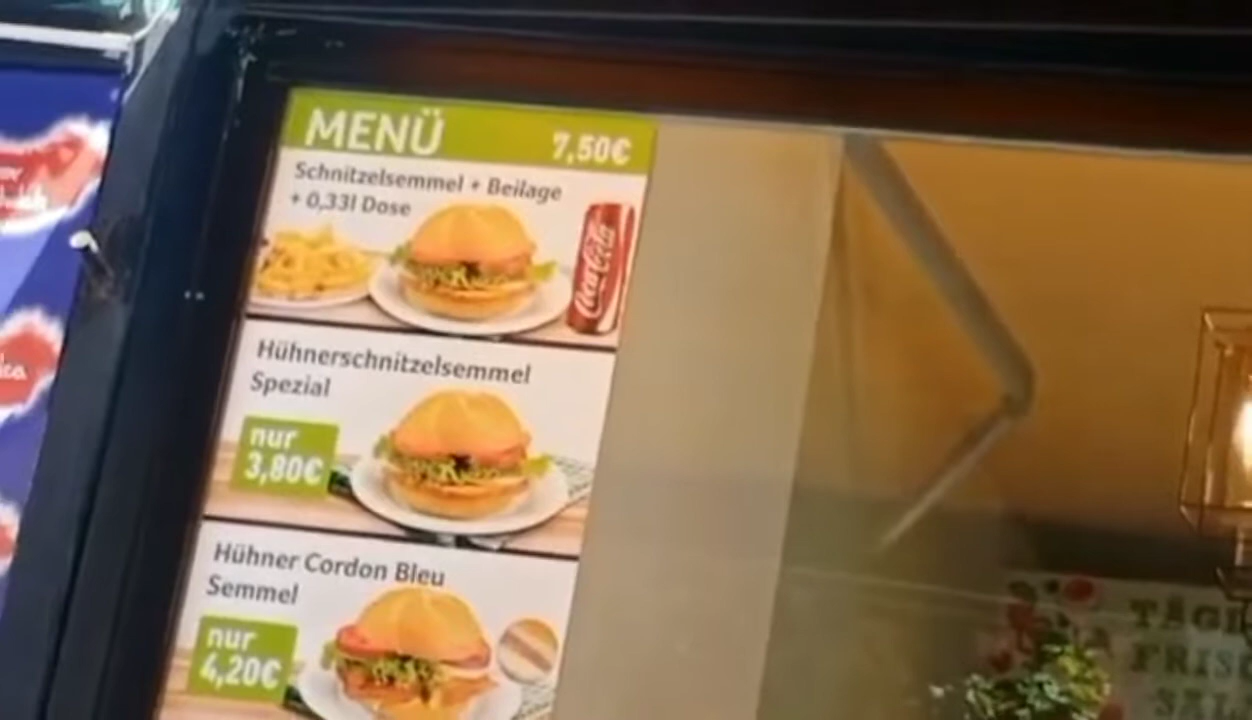 MENÜ 7,50€
Schnitzelsemmel + Beilage
+ 0,33l Dose
Coca-Cola
Hühnerschnitzelsemmel
Spezial
nur
3,80€
Hühner Cordon Bleu
Semmel
nur
4,20€